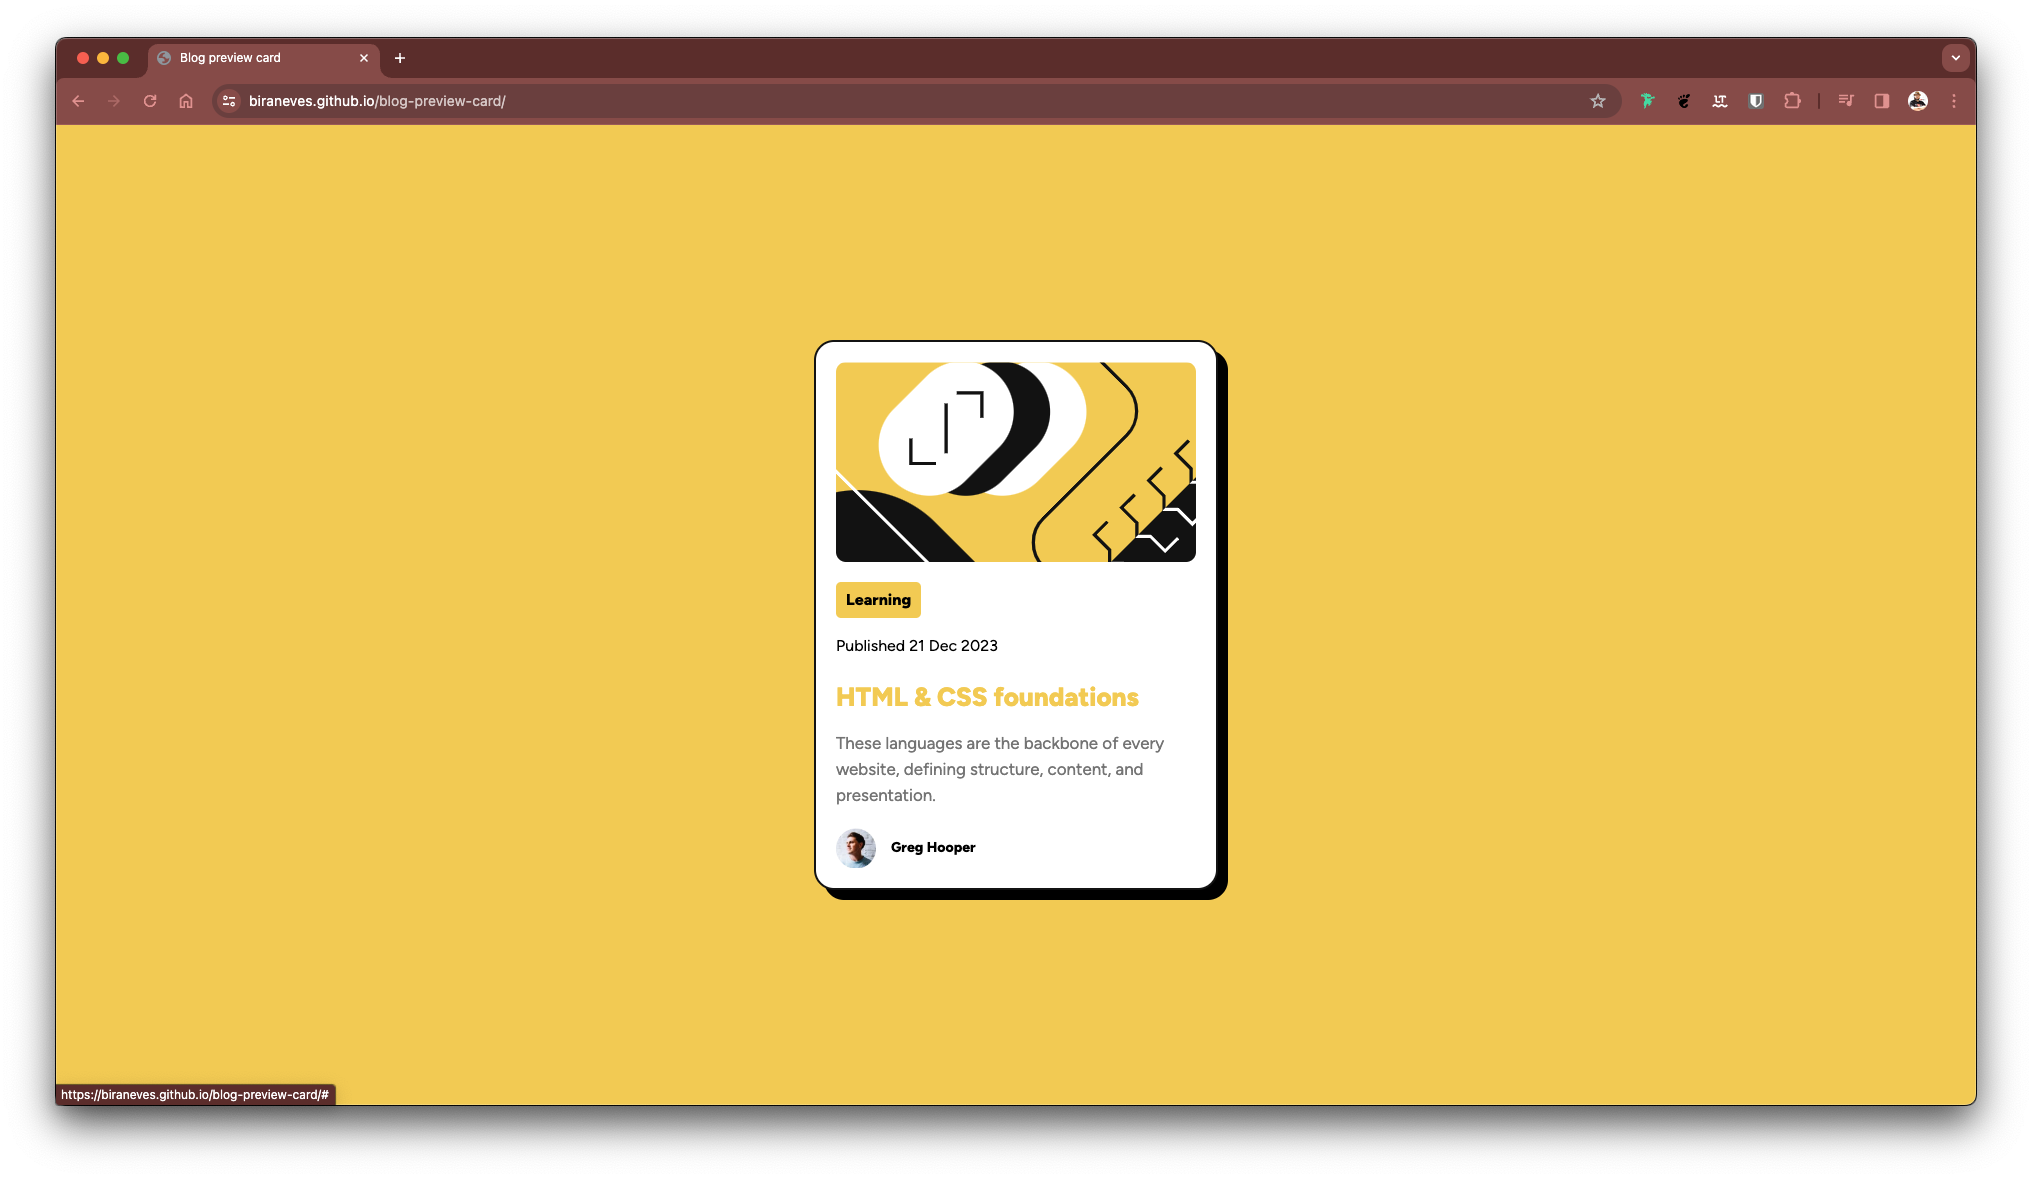 Blog preview card
biraneves.github.io/blog-preview-card/
LT
Learning
Published 21 Dec 2023
HTML & CSS foundations
These languages are the backbone of every
website, defining structure, content, and
presentation.
Greg Hooper
https://biraneves.github.io/blog-preview-card/#